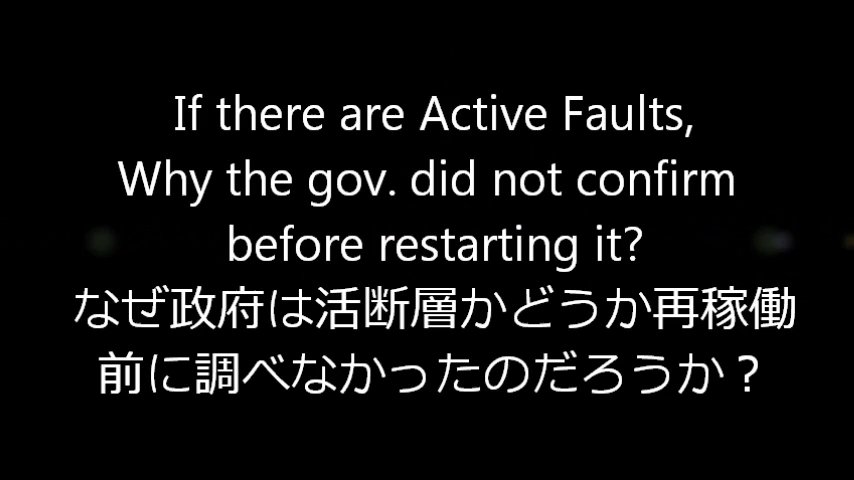 If there are Active Faults,
Why the gov. did not confirm
before restarting it?
なぜ政府は活断層かどうか再稼働
前に調べなかったのだろうか？